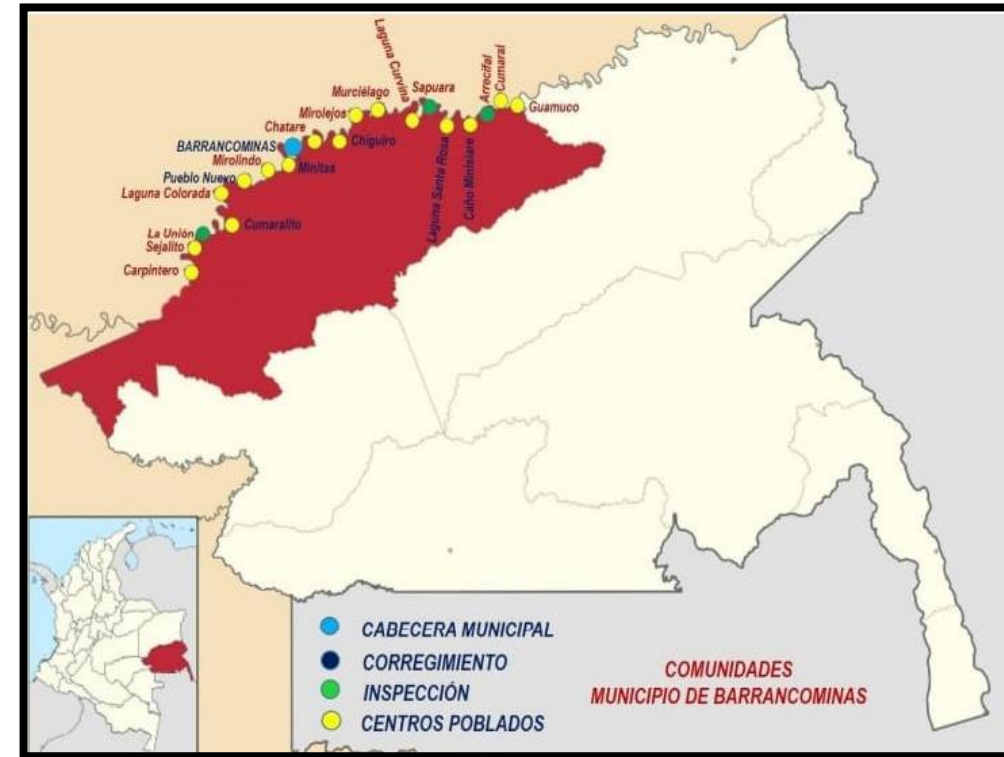 Laguna Curvina
Sapuara
Arrecifal
Cumaral
Murciélago
Guamuco
Mirolejos
Chatare
BARRANCOMINAS
Chiguiro
Mirolindo
Minitas
Pueblo Nuevo
Laguna Colorada
Laguna Santa Rosa
Caño Minisiare
Cumaralito
La Unión
Sejalito
Carpintero
CABECERA MUNICIPAL
CORREGIMIENTO
INSPECCIÓN
CENTROS POBLADOS
COMUNIDADES
MUNICIPIO DE BARRANCOMINAS